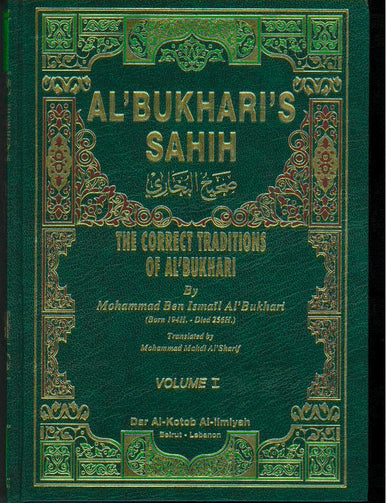 AL'BUKHARI'S
SAHIH
صحيح البخاري
THE CORRECT TRADITIONS
OF AL'BUKHARI
By
Mohammad Ben Ismail Al'Bukhari
(Born 194H. - Died 256H.)
Translated by
Mohammad Mahdi Al'Sharif
VOLUME I
Dar Al-Kotob Al-ilmiyah
Beirut - Lebanon